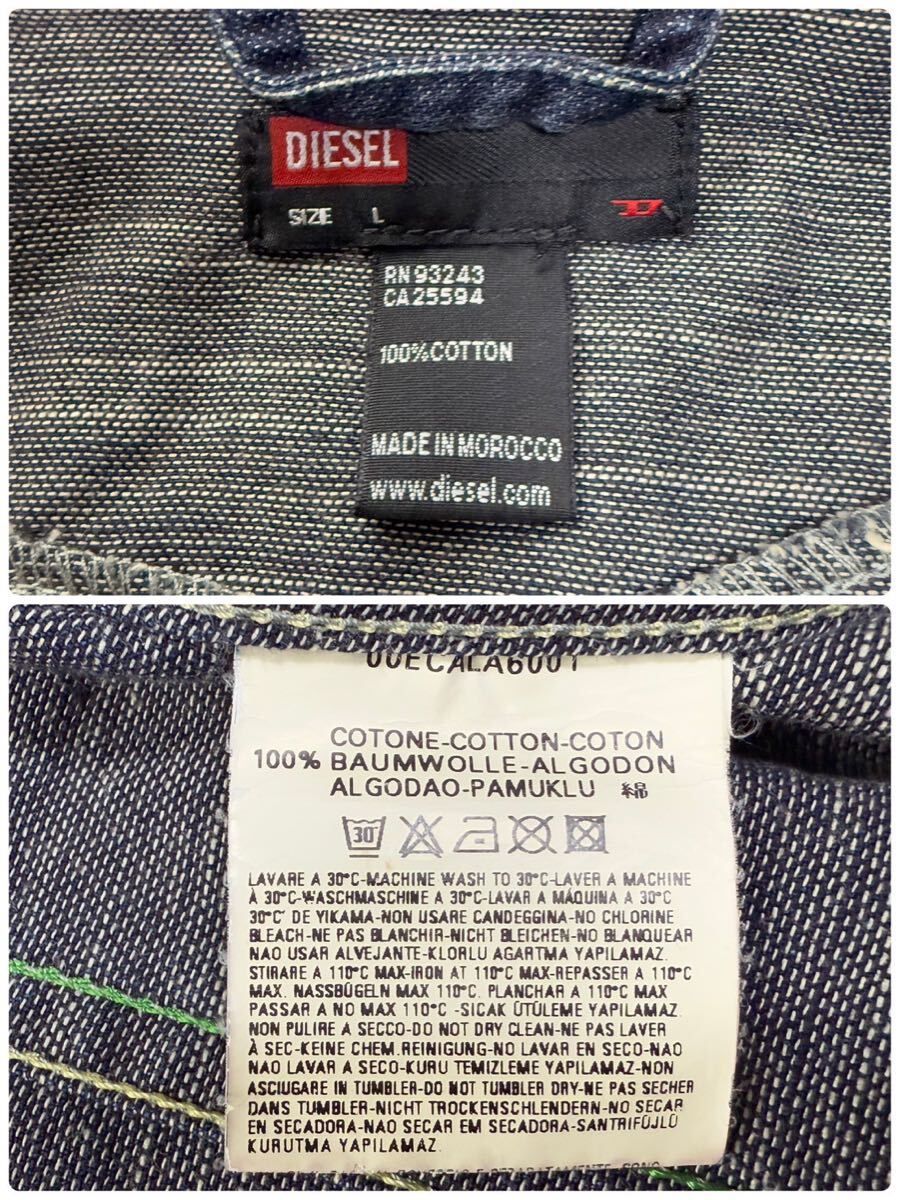 DIESEL
SIZE L
RN 93243
CA 25594
100%COTTON
MADE IN MOROCCO
www.diesel.com
00ECALA6001
COTONE-COTTON-COTON
100% BAUMWOLLE-ALGODON
ALGODAO-PAMUKLU 綿
30°
LAVARE A 30°C-MACHINE WASH TO 30°C-LAVER A MACHINE
À 30°C-WASCHMASCHINE A 30°C-LAVAR A MÁQUINA A 30°C
30°C' DE YIKAMA-NON USARE CANDEGGINA-NO CHLORINE
BLEACH-NE PAS BLANCHIR-NICHT BLEICHEN-NO BLANQUEAR
NAO USAR ALVEJANTE-KLORLU AGARTMA YAPILAMAZ.
STIRARE A 110°C MAX-IRON AT 110°C MAX-REPASSER A 110°C
MAX. NASSBÜGELN MAX 110°C. PLANCHAR A 110°C MAX
PASSAR A NO MAX 110°C -SICAK ÜTÜLEME YAPILAMAZ.
NON PULIRE A SECCO-DO NOT DRY CLEAN-NE PAS LAVER
À SEC-KEINE CHEM.REINIGUNG-NO LAVAR EN SECO-NAO
NAO LAVAR A SECO-KURU TEMIZLEME YAPILAMAZ-NON
ASCIUGARE IN TUMBLER-DO NOT TUMBLER DRY-NE PAS SECHER
DANS TUMBLER-NICHT TROCKENSCHLENDERN-NO SECAR
EN SECADORA-NAO SECAR EM SECADORA-SANTRIFÜJLÜ
KURUTMA YAPILAMAZ